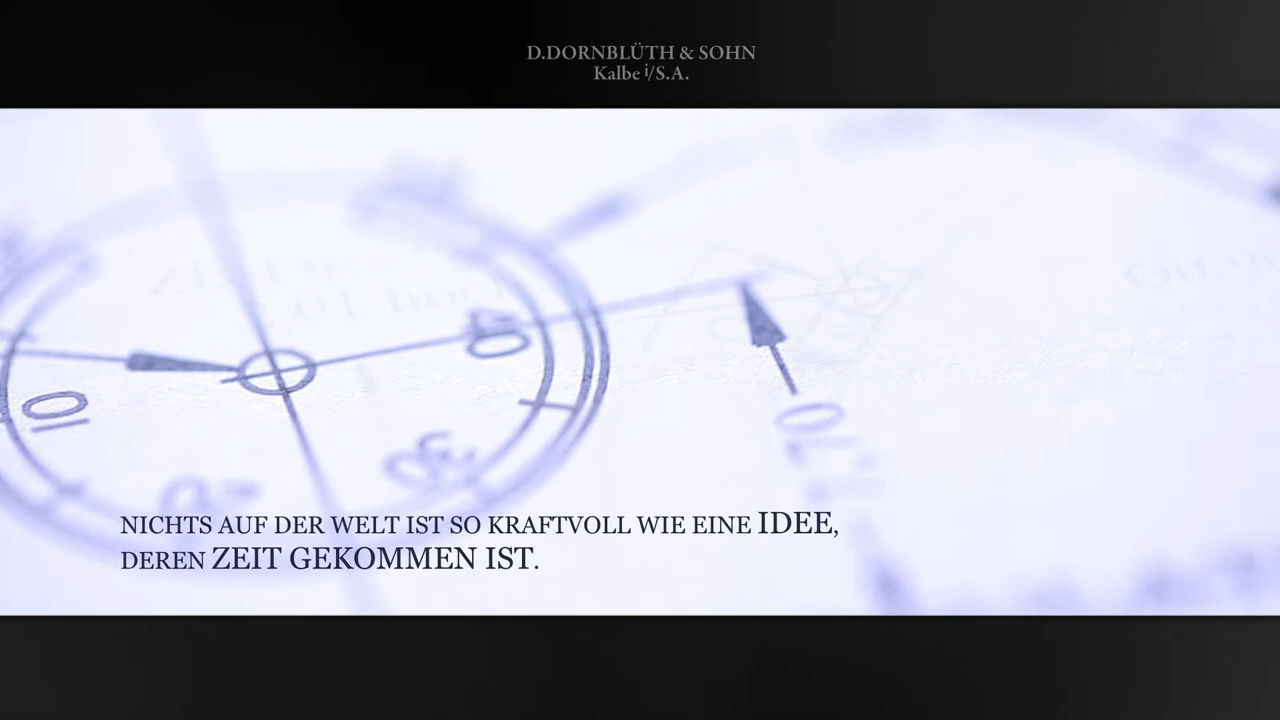 D.DORNBLÜTH & SOHN
Kalbe i/S.A.
NICHTS AUF DER WELT IST SO KRAFTVOLL WIE EINE IDEE,
DEREN ZEIT GEKOMMEN IST.